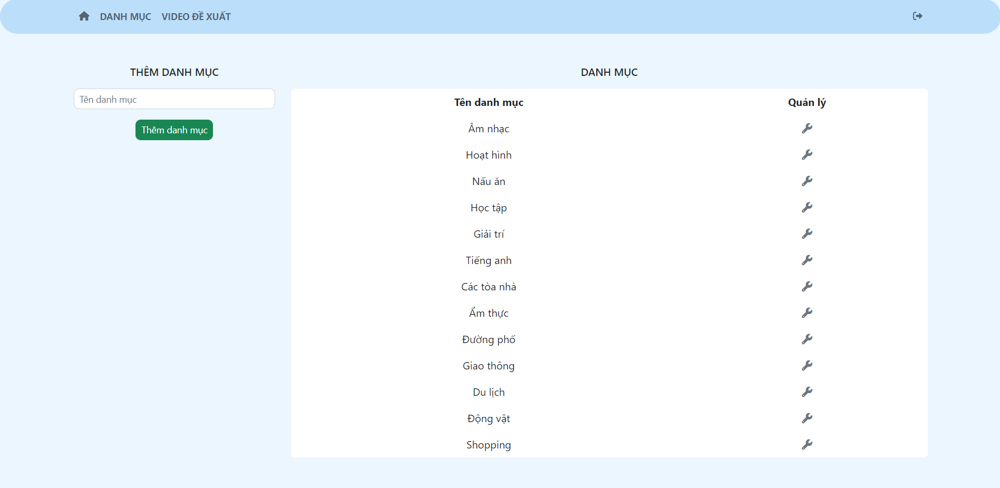 DANH MỤC VIDEO ĐỀ XUẤT
THÊM DANH MỤC
Tên danh mục
Thêm danh mục
DANH MỤC
Tên danh mục Quản lý
Âm nhạc
Hoạt hình
Nấu ăn
Học tập
Giải trí
Tiếng anh
Các tòa nhà
Ẩm thực
Đường phố
Giao thông
Du lịch
Động vật
Shopping